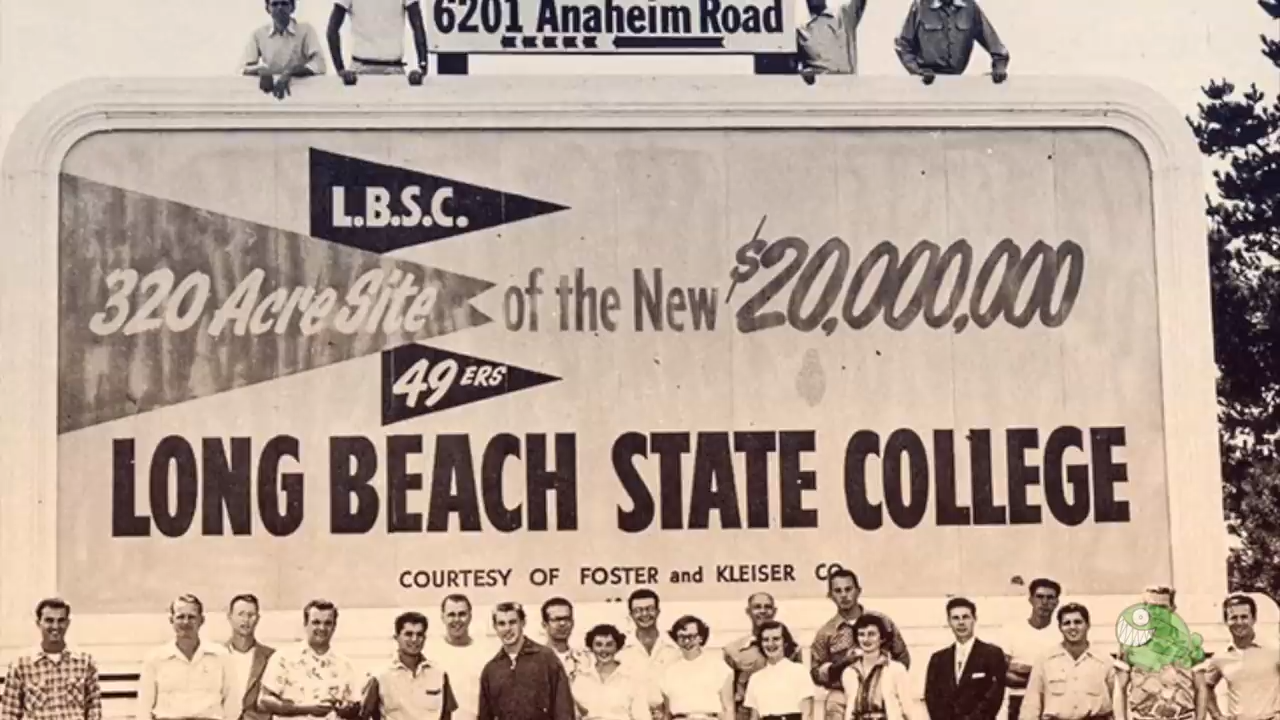 6201 Anaheim Road
L.B.S.C.
320 Acre Site of the New $20,000,000
49ERS
LONG BEACH STATE COLLEGE
COURTESY OF FOSTER and KLEISER CO